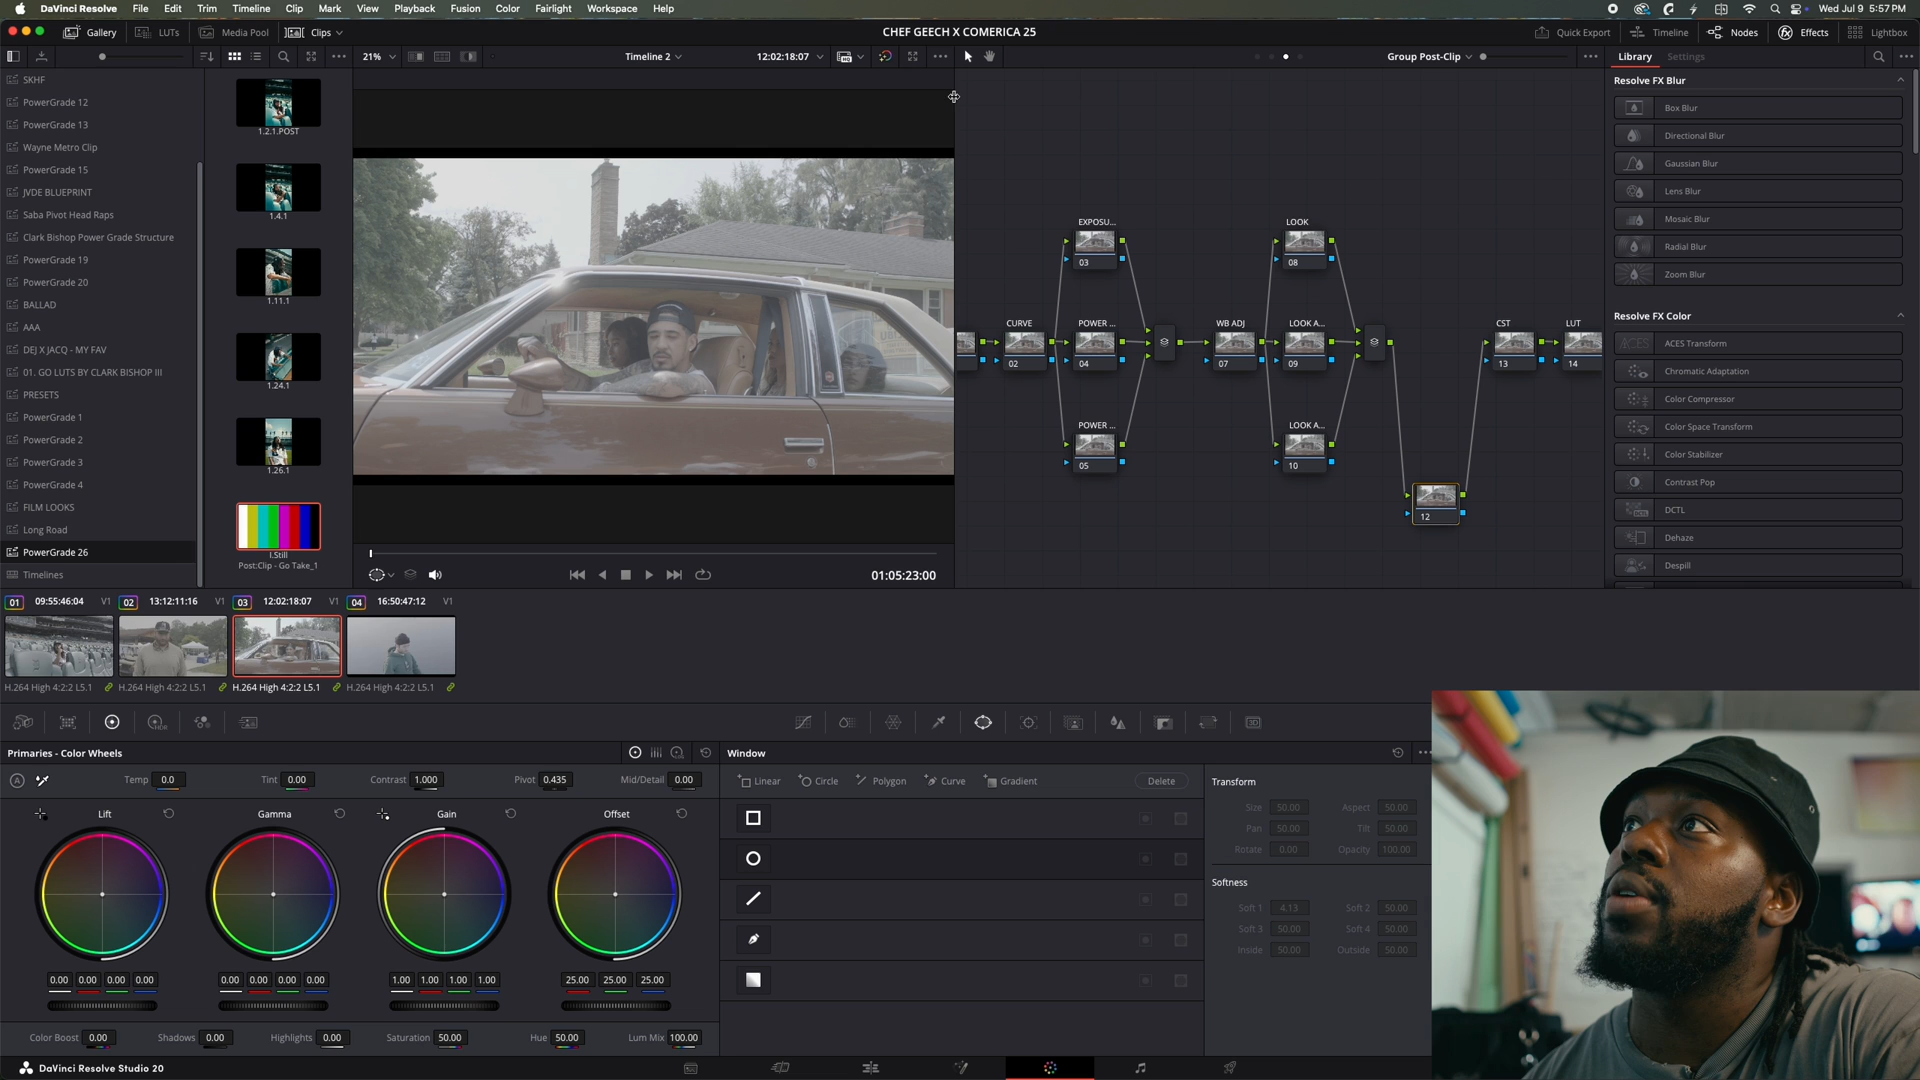 DaVinci Resolve File Edit Trim Timeline Clip Mark View Playback Fusion Color Fairlight Workspace Help Wed Jul 9 5:57 PM
Gallery LUTs Media Pool Clips CHEF GEECH X COMERICA 25 Quick Export Timeline Nodes Effects Lightbox
21% Timeline 2 12:02:18:07 Group Post-Clip Library Settings
SKHF
PowerGrade 12
PowerGrade 13
Wayne Metro Clip
PowerGrade 15
JVDE BLUEPRINT
Saba Pivot Head Raps
Clark Bishop Power Grade Structure
PowerGrade 19
PowerGrade 20
BALLAD
AAA
DEJ X JACQ - MY FAV
01. GO LUTS BY CLARK BISHOP III
PRESETS
PowerGrade 1
PowerGrade 2
PowerGrade 3
PowerGrade 4
FILM LOOKS
Long Road
PowerGrade 26
Timelines
1.2.1.POST
1.4.1
1.11.1
1.24.1
1.26.1
I.Still
Post:Clip - Go Take_1
01:05:23:00
EXPOSU... LOOK
03 08
CURVE POWER ... WB ADJ LOOK A... CST LUT
02 04 07 09 13 14
POWER ... LOOK A...
05 10
12
Resolve FX Blur
Box Blur
Directional Blur
Gaussian Blur
Lens Blur
Mosaic Blur
Radial Blur
Zoom Blur
Resolve FX Color
ACES Transform
Chromatic Adaptation
Color Compressor
Color Space Transform
Color Stabilizer
Contrast Pop
DCTL
Dehaze
Despill
01 09:55:46:04 V1 02 13:12:11:16 V1 03 12:02:18:07 V1 04 16:50:47:12 V1
H.264 High 4:2:2 L5.1 H.264 High 4:2:2 L5.1 H.264 High 4:2:2 L5.1 H.264 High 4:2:2 L5.1
Primaries - Color Wheels
Temp 0.0 Tint 0.00 Contrast 1.000 Pivot 0.435 Mid/Detail 0.00
Lift Gamma Gain Offset
0.00 0.00 0.00 0.00 0.00 0.00 0.00 0.00 1.00 1.00 1.00 1.00 25.00 25.00 25.00
Color Boost 0.00 Shadows 0.00 Highlights 0.00 Saturation 50.00 Hue 50.00 Lum Mix 100.00
Window
Linear Circle Polygon Curve Gradient Delete
Transform
Size 50.00 Aspect 50.00
Pan 50.00 Tilt 50.00
Rotate 0.00 Opacity 100.00
Softness
Soft 1 4.13 Soft 2 50.00
Soft 3 50.00 Soft 4 50.00
Inside 50.00 Outside 50.00
DaVinci Resolve Studio 20